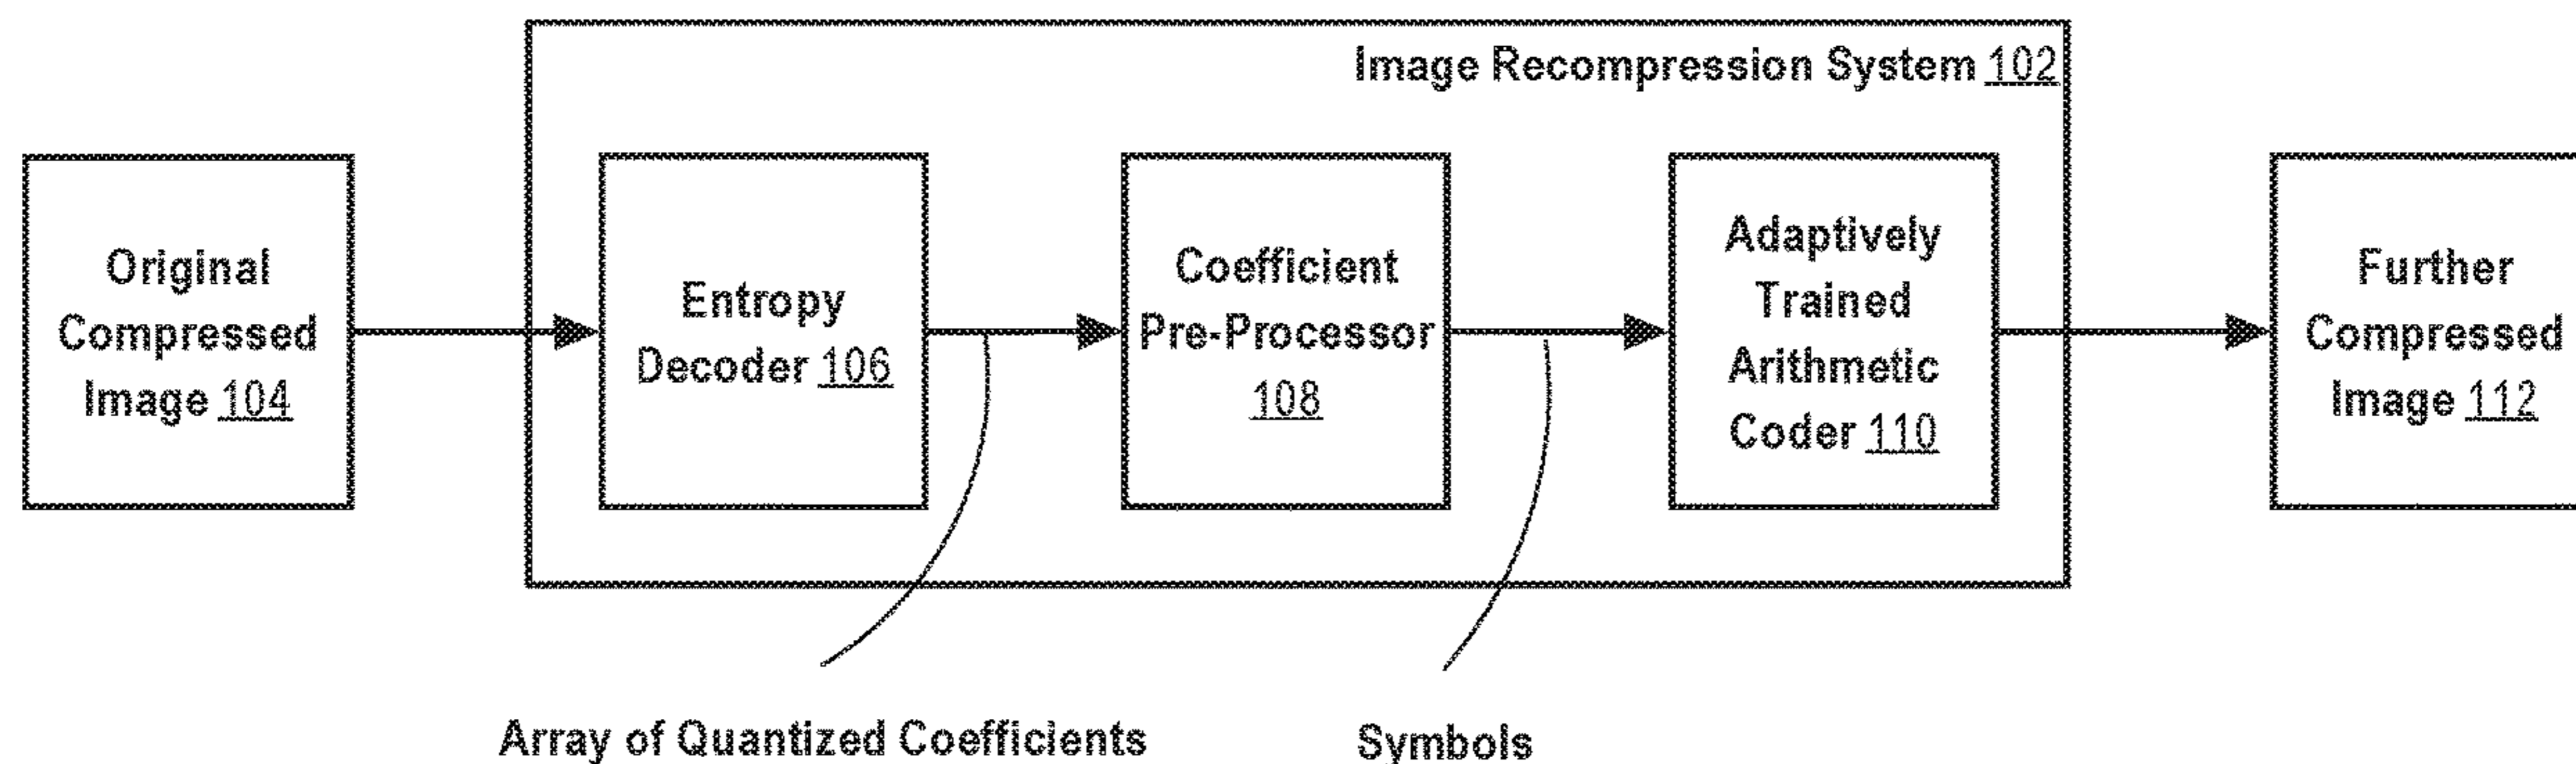 Image Recompression System 102
Original
Compressed
Image 104
Entropy
Decoder 106
Coefficient
Pre-Processor
108
Adaptively
Trained
Arithmetic
Coder 110
Further
Compressed
Image 112
Array of Quantized Coefficients
Symbols